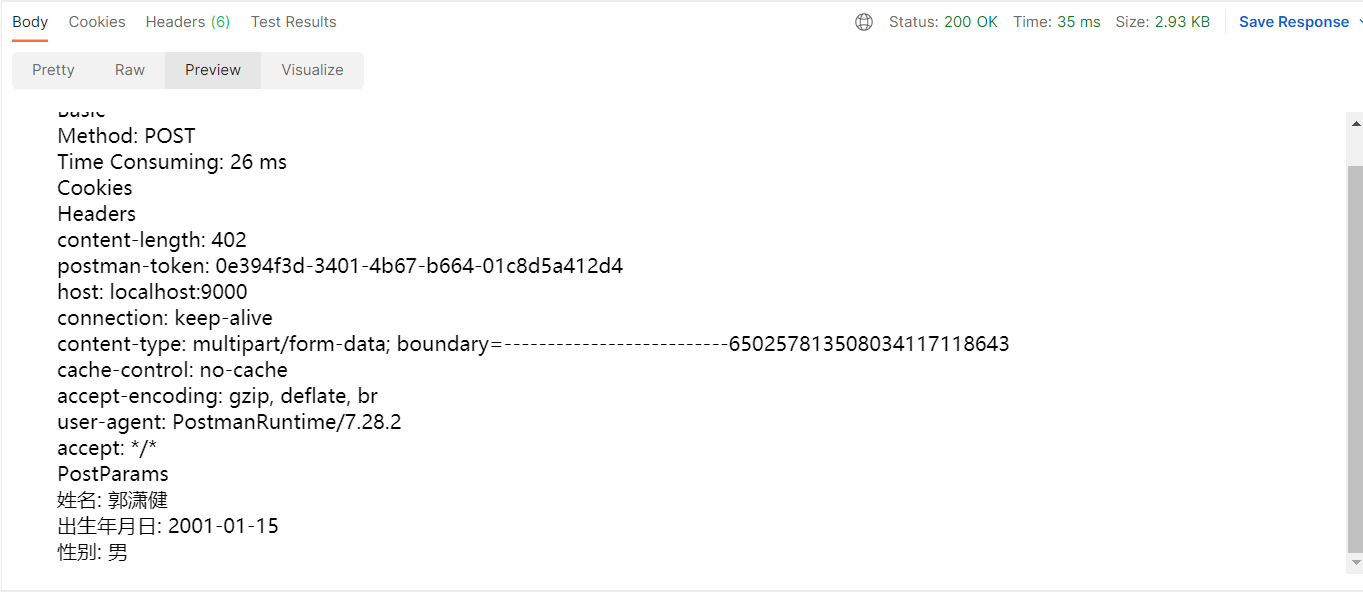 Body Cookies Headers (6) Test Results Status: 200 OK Time: 35 ms Size: 2.93 KB Save Response
Pretty Raw Preview Visualize
Basic
Method: POST
Time Consuming: 26 ms
Cookies
Headers
content-length: 402
postman-token: 0e394f3d-3401-4b67-b664-01c8d5a412d4
host: localhost:9000
connection: keep-alive
content-type: multipart/form-data; boundary=--------------------------650257813508034117118643
cache-control: no-cache
accept-encoding: gzip, deflate, br
user-agent: PostmanRuntime/7.28.2
accept: */*
PostParams
姓名: 郭潇健
出生年月日: 2001-01-15
性别: 男